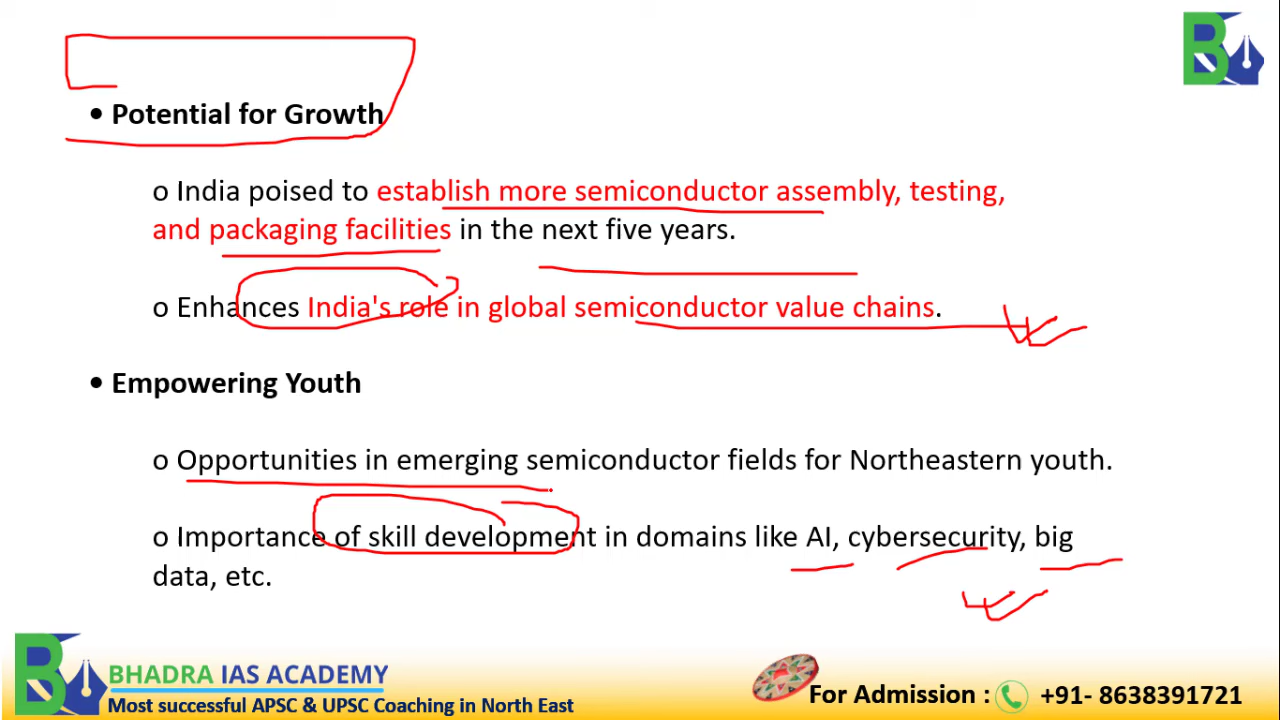 • Potential for Growth
o India poised to establish more semiconductor assembly, testing,
and packaging facilities in the next five years.
o Enhances India's role in global semiconductor value chains.
• Empowering Youth
o Opportunities in emerging semiconductor fields for Northeastern youth.
o Importance of skill development in domains like AI, cybersecurity, big
data, etc.
BHADRA IAS ACADEMY
Most successful APSC & UPSC Coaching in North East
For Admission : +91- 8638391721